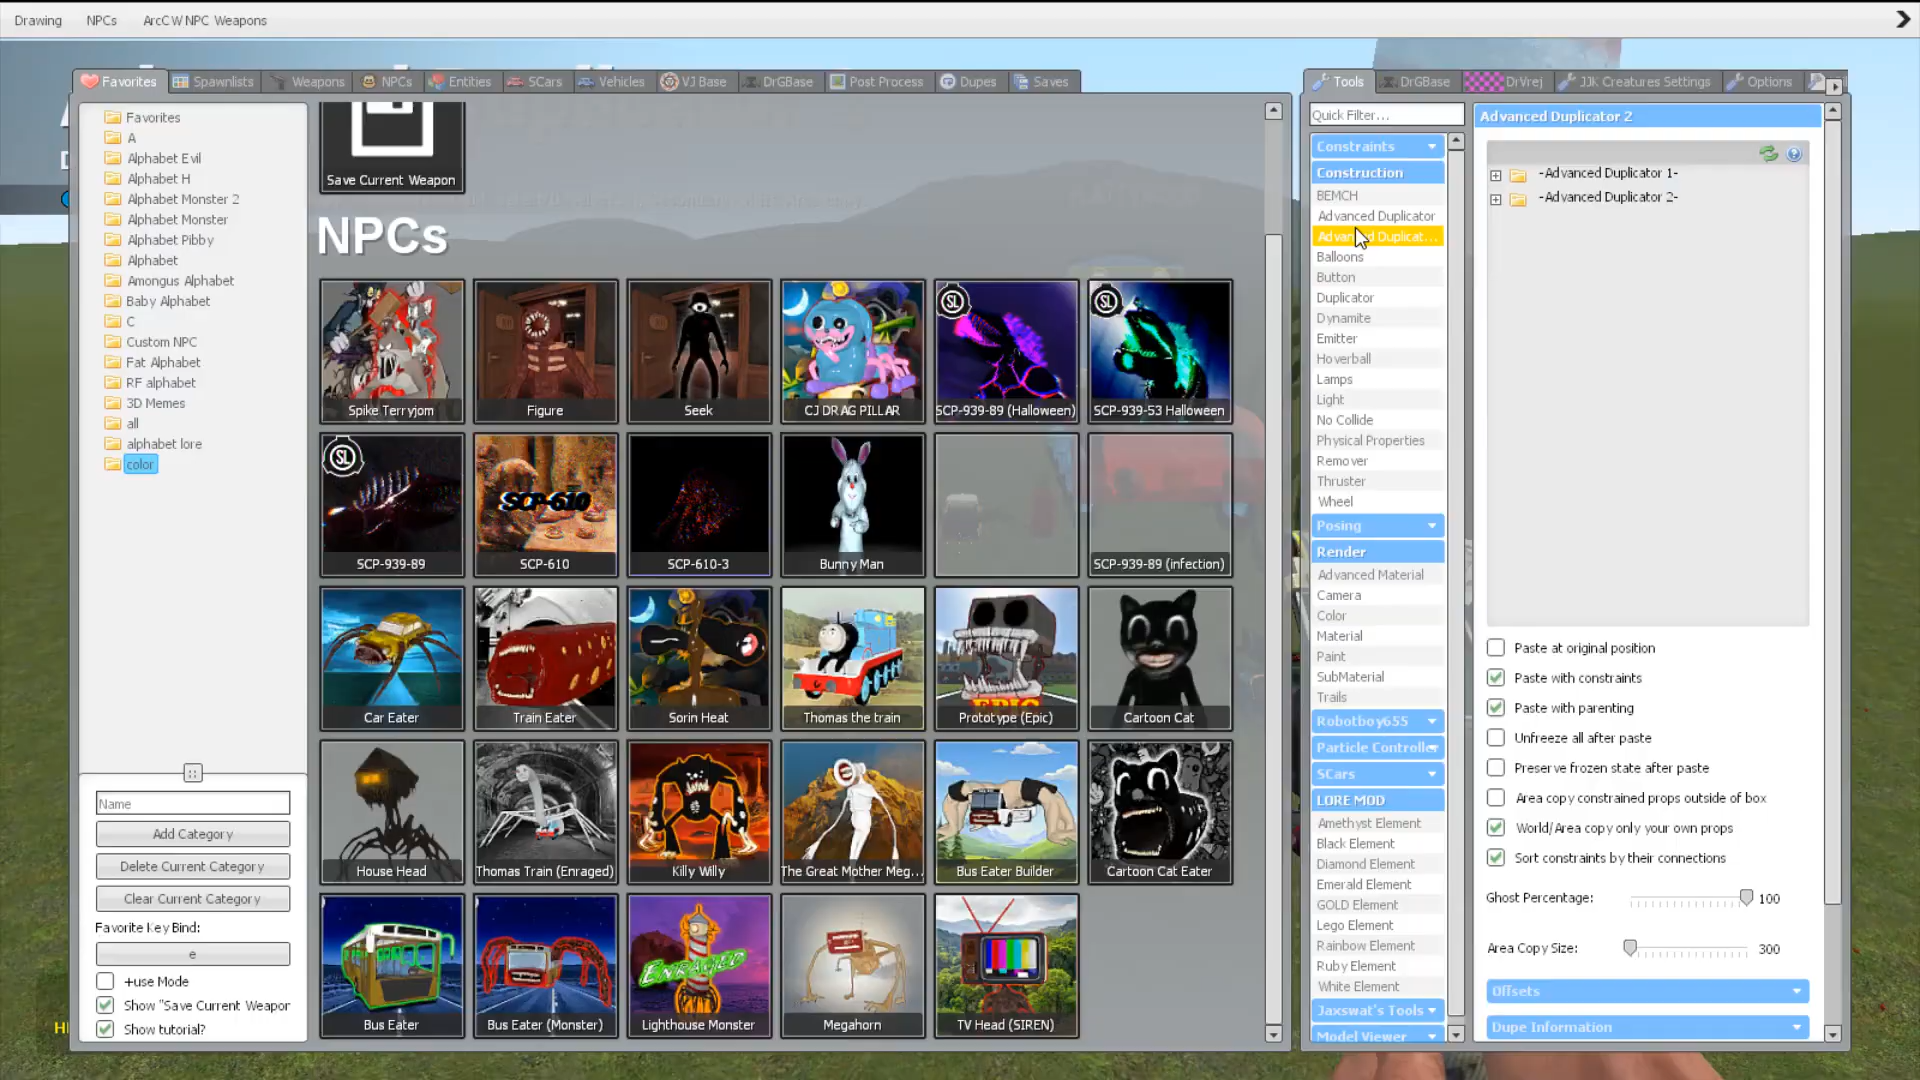 Drawing NPCs ArcCW NPC Weapons
Favorites Spawnlists Weapons NPCs Entities SCars Vehicles VJ Base DrGBase Post Process Dupes Saves
Favorites
A
Alphabet Evil
Alphabet H
Alphabet Monster 2
Alphabet Monster
Alphabet Pibby
Alphabet
Amongus Alphabet
Baby Alphabet
C
Custom NPC
Fat Alphabet
RF alphabet
3D Memes
all
alphabet lore
color
Name
Add Category
Delete Current Category
Clear Current Category
Favorite Key Bind:
e
+use Mode
Show "Save Current Weapor
Show tutorial?
Save Current Weapon
NPCs
Spike Terryjom Figure Seek CJ DRAG PILLAR SCP-939-89 (Halloween) SCP-939-53 Halloween
SCP-939-89 SCP-610 SCP-610-3 Bunny Man SCP-939-89 (infection)
Car Eater Train Eater Sorin Heat Thomas the train Prototype (Epic) Cartoon Cat
House Head Thomas Train (Enraged) Killy Willy The Great Mother Meg... Bus Eater Builder Cartoon Cat Eater
Bus Eater Bus Eater (Monster) Lighthouse Monster Megahorn TV Head (SIREN)
SL
SL
SL
SCP-610
EPIC
ENRAGED
Tools DrGBase DrVrej JJK Creatures Settings Options
Quick Filter...
Constraints
Construction
BEMCH
Advanced Duplicator
Advanced Duplicat...
Balloons
Button
Duplicator
Dynamite
Emitter
Hoverball
Lamps
Light
No Collide
Physical Properties
Remover
Thruster
Wheel
Posing
Render
Advanced Material
Camera
Color
Material
Paint
SubMaterial
Trails
Robotboy655
Particle Controller
SCars
LORE MOD
Amethyst Element
Black Element
Diamond Element
Emerald Element
GOLD Element
Lego Element
Rainbow Element
Ruby Element
White Element
Jaxswat's Tools
Model Viewer
Advanced Duplicator 2
-Advanced Duplicator 1-
-Advanced Duplicator 2-
Paste at original position
Paste with constraints
Paste with parenting
Unfreeze all after paste
Preserve frozen state after paste
Area copy constrained props outside of box
World/Area copy only your own props
Sort constraints by their connections
Ghost Percentage: 100
Area Copy Size: 300
Offsets
Dupe Information